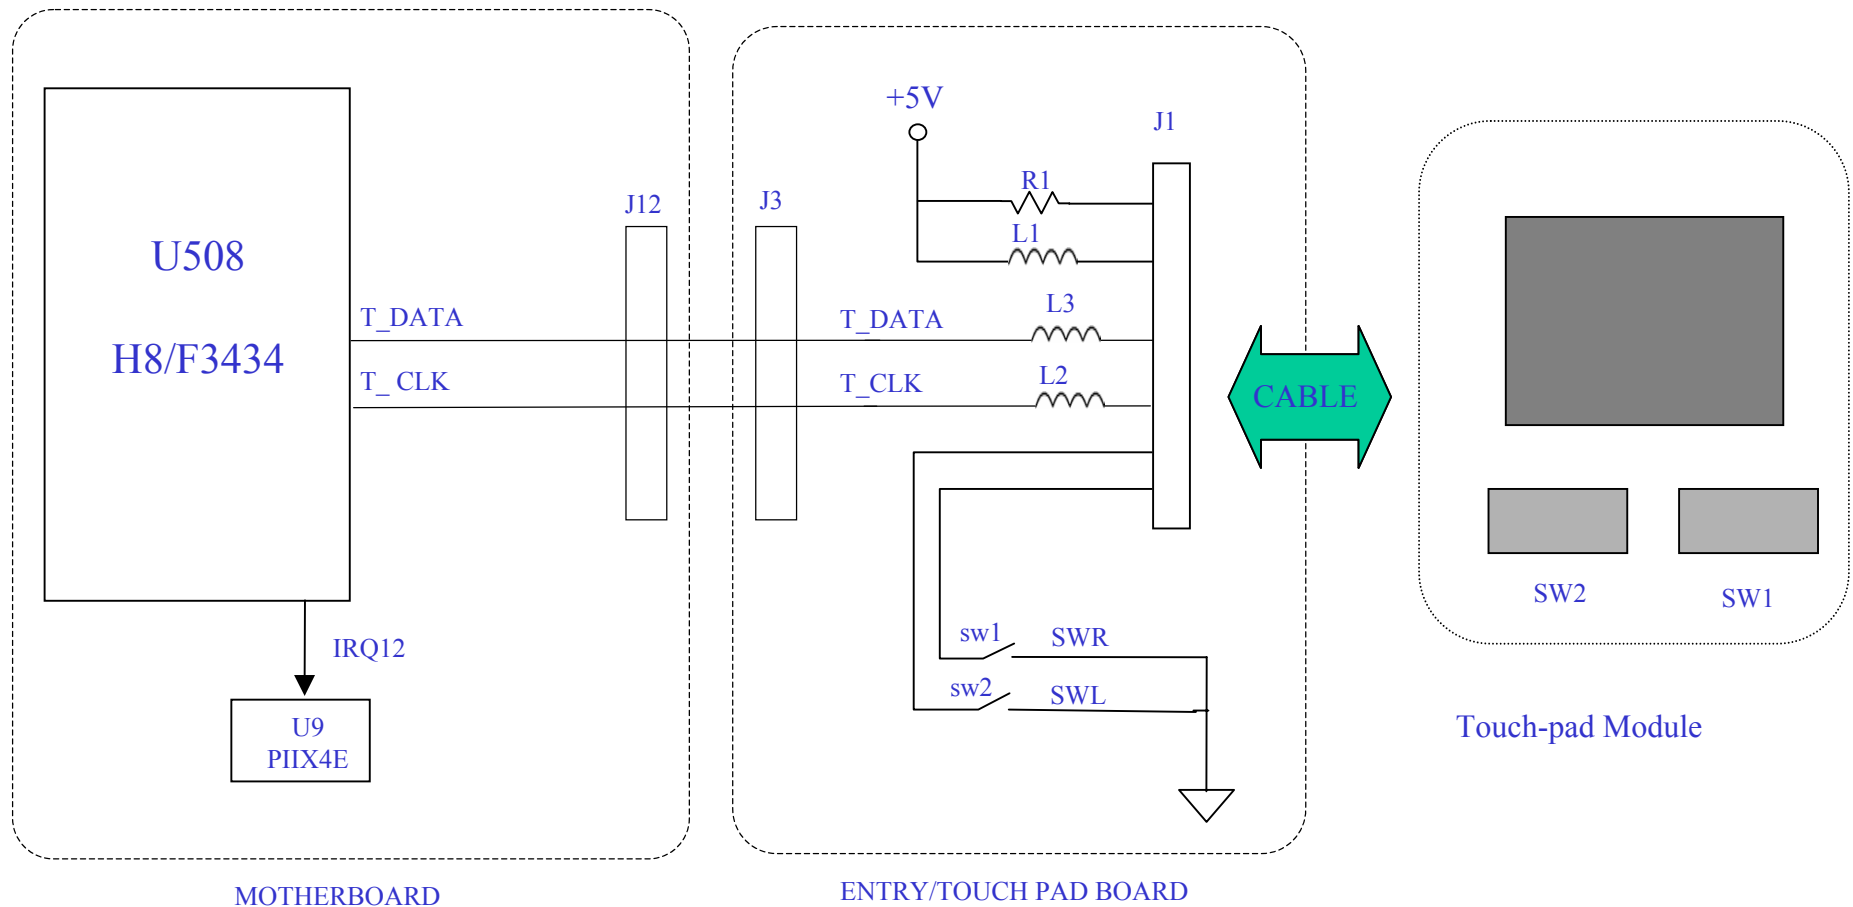 U508
H8/F3434
T_DATA
T_ CLK
IRQ12
U9
PIIX4E
J12
MOTHERBOARD
J3
+5V
J1
R1
L1
L3
T_DATA
L2
T_CLK
sw1
SWR
sw2
SWL
ENTRY/TOUCH PAD BOARD
CABLE
SW2
SW1
Touch-pad Module